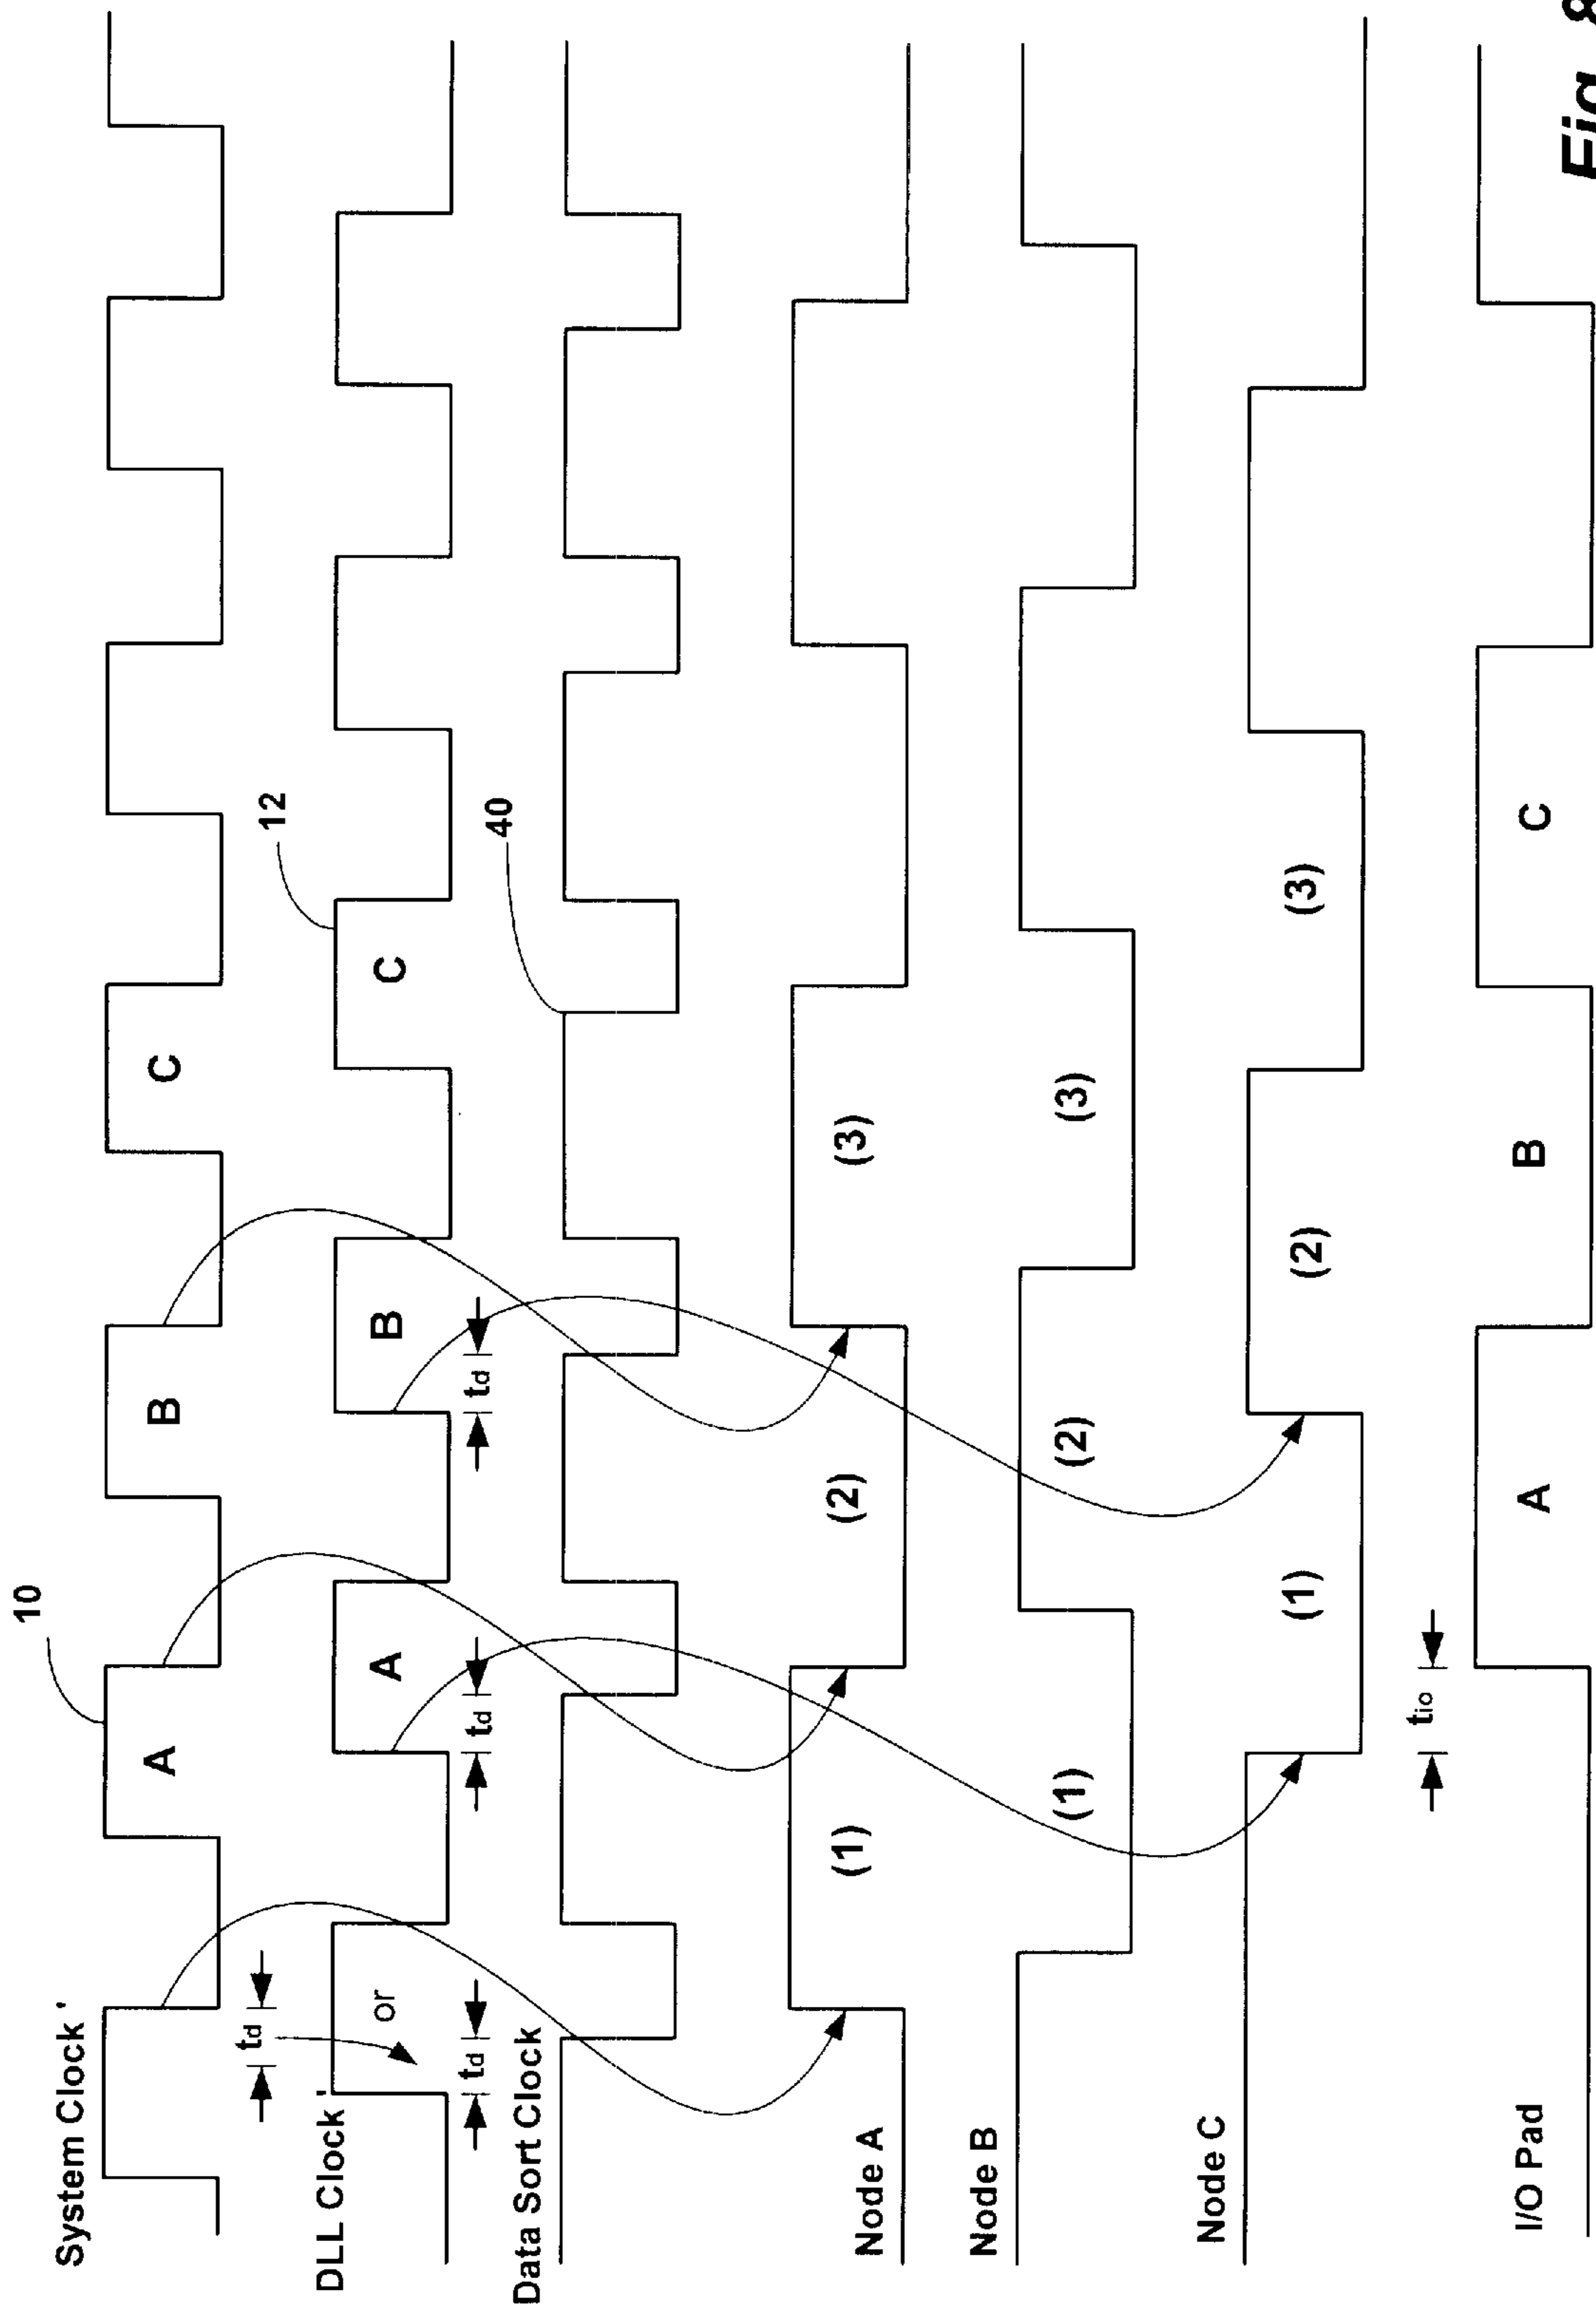 10
System Clock '
A
B
C
td
12
DLL Clock '
or
A
B
C
td
td
td
40
Data Sort Clock
Node A
(1)
(2)
(3)
Node B
(1)
(2)
(3)
Node C
(1)
(2)
(3)
tio
I/O Pad
A
B
C
Fig. 8